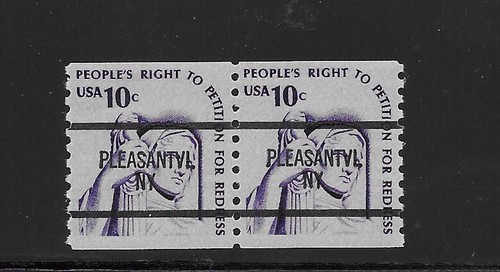 PEOPLE'S RIGHT TO PETITION FOR REDRESS
USA 10c
PLEASANTVL
NY
PEOPLE'S RIGHT TO PETITION FOR REDRESS
USA 10c
PLEASANTVL
NY